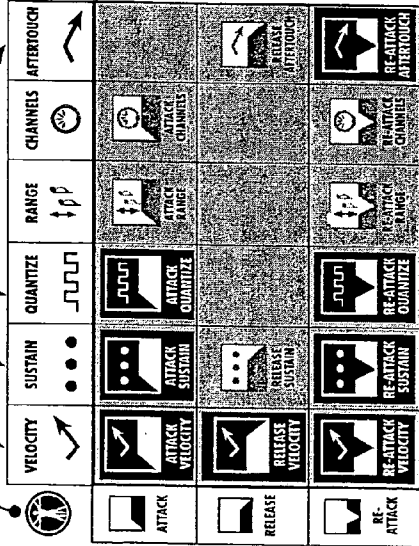 VELOCITY
SUSTAIN
QUANTIZE
RANGE
CHANNELS
AFTERTOUCH
ATTACK
ATTACK
VELOCITY
ATTACK
SUSTAIN
ATTACK
QUANTIZE
ATTACK
RANGE
ATTACK
CHANNELS
RELEASE
RELEASE
VELOCITY
RELEASE
SUSTAIN
RELEASE
AFTERTOUCH
RE-
ATTACK
RE-ATTACK
VELOCITY
RE-ATTACK
SUSTAIN
RE-ATTACK
QUANTIZE
RE-ATTACK
RANGE
RE-ATTACK
CHANNELS
RE-ATTACK
AFTERTOUCH